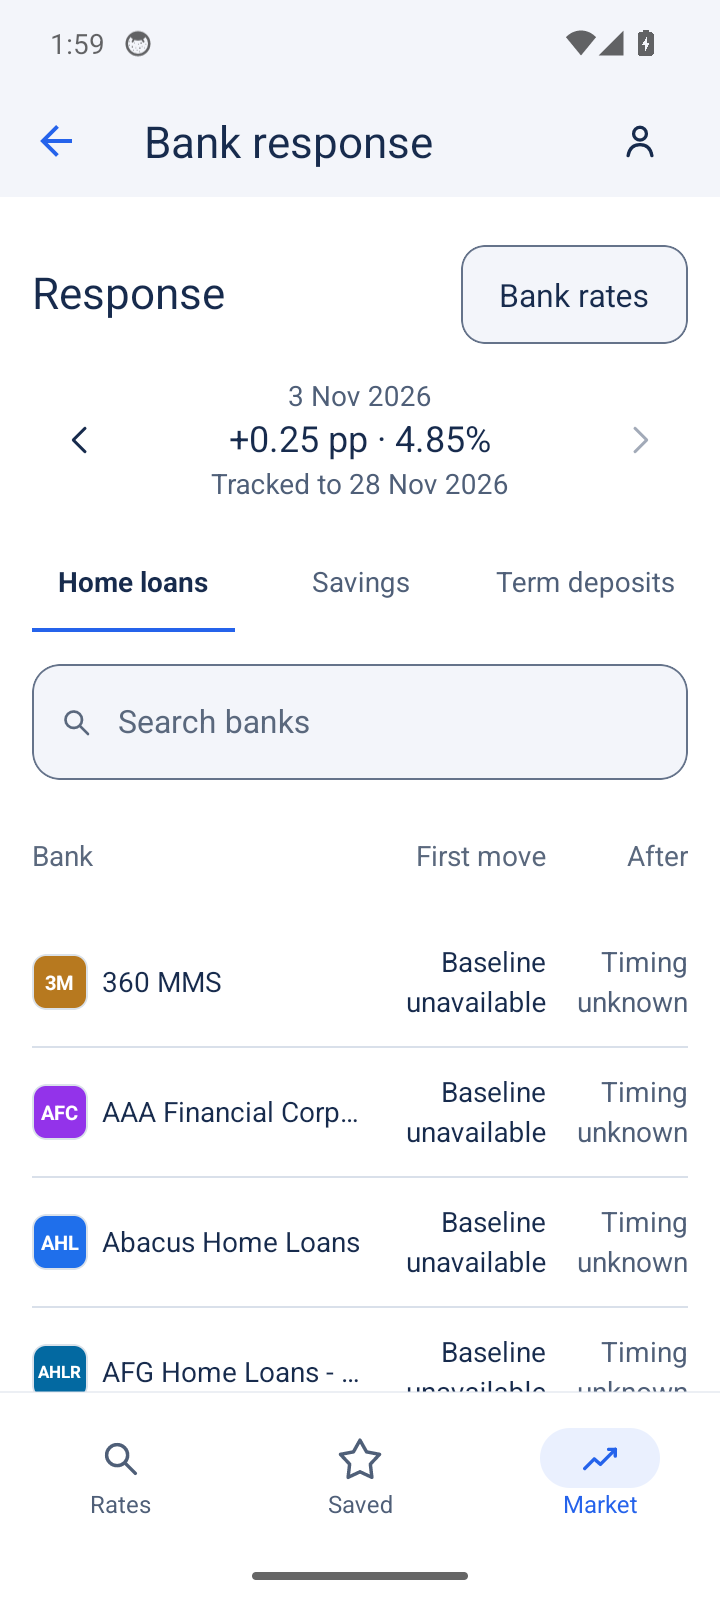 1:59
Bank response
Response
Bank rates
3 Nov 2026
+0.25 pp · 4.85%
Tracked to 28 Nov 2026
Home loans
Savings
Term deposits
Search banks
Bank
First move
After
3M
360 MMS
Baseline
unavailable
Timing
unknown
AFC
AAA Financial Corp...
Baseline
unavailable
Timing
unknown
AHL
Abacus Home Loans
Baseline
unavailable
Timing
unknown
AHLR
AFG Home Loans - ...
Baseline
unavailable
Timing
unknown
Rates
Saved
Market